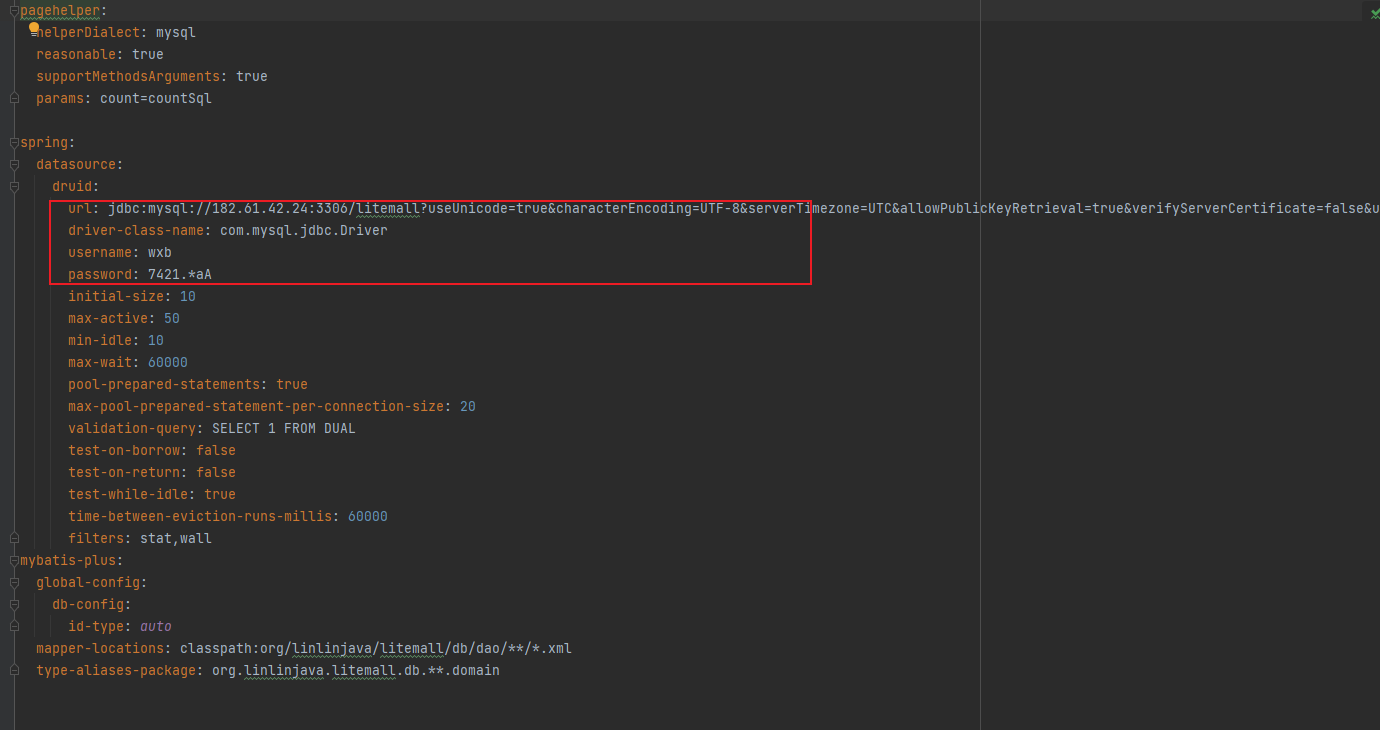 pagehelper:
helperDialect: mysql
reasonable: true
supportMethodsArguments: true
params: count=countSql
spring:
datasource:
druid:
url: jdbc:mysql://182.61.42.24:3306/litemall?useUnicode=true&characterEncoding=UTF-8&serverTimezone=UTC&allowPublicKeyRetrieval=true&verifyServerCertificate=false&u
driver-class-name: com.mysql.jdbc.Driver
username: wxb
password: 7421.*aA
initial-size: 10
max-active: 50
min-idle: 10
max-wait: 60000
pool-prepared-statements: true
max-pool-prepared-statement-per-connection-size: 20
validation-query: SELECT 1 FROM DUAL
test-on-borrow: false
test-on-return: false
test-while-idle: true
time-between-eviction-runs-millis: 60000
filters: stat,wall
mybatis-plus:
global-config:
db-config:
id-type: auto
mapper-locations: classpath:org/linlinjava/litemall/db/dao/**/*.xml
type-aliases-package: org.linlinjava.litemall.db.**.domain